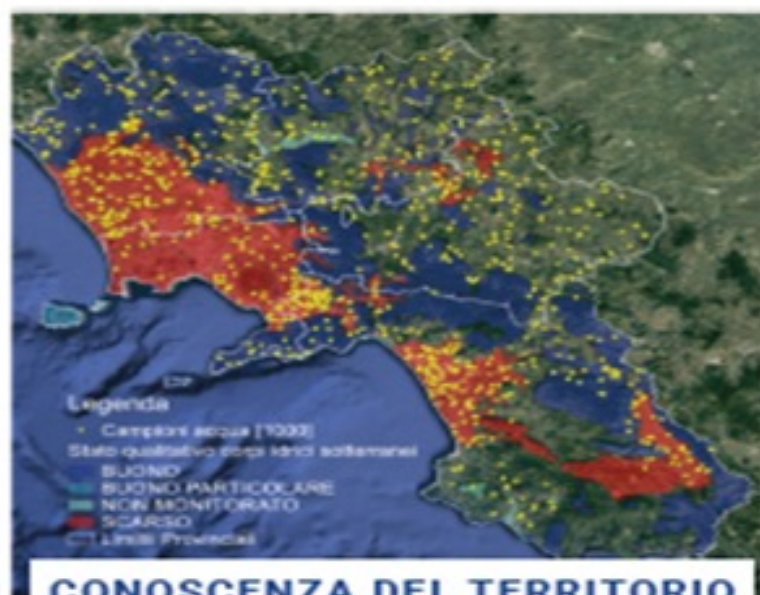 Legenda
Campioni acqua [1000]
Stato qualitativo corpi idrici sotterranei
BUONO
BUONO PARTICOLARE
NON MONITORATO
SCARSO
Limiti Provinciali
CONOSCENZA DEL TERRITORIO